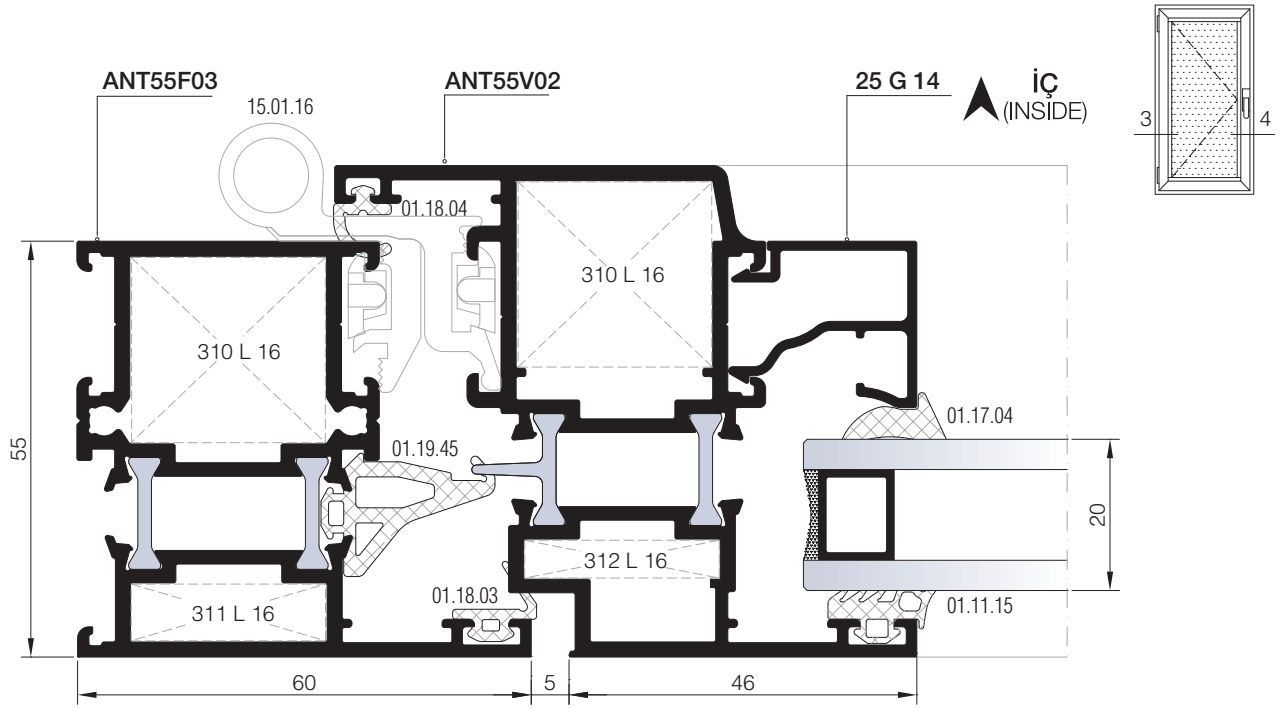 ANT55F03
ANT55V02
25 G 14
İÇ
(INSIDE)
15.01.16
3
4
01.18.04
310 L 16
310 L 16
01.17.04
01.19.45
55
20
312 L 16
01.18.03
311 L 16
01.11.15
60
5
46